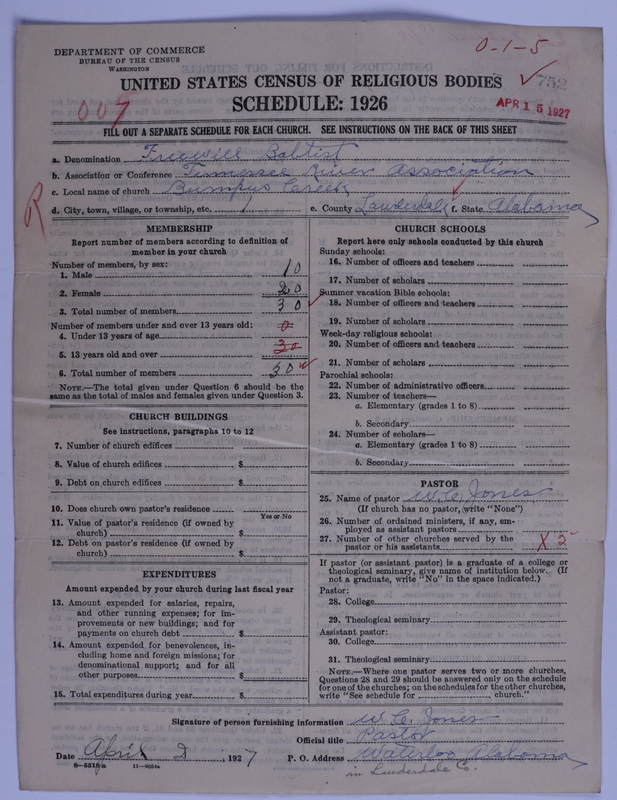 DEPARTMENT OF COMMERCE
BUREAU OF THE CENSUS
WASHINGTON
0-1-5
UNITED STATES CENSUS OF RELIGIOUS BODIES
752
007
SCHEDULE: 1926
APR 15 1927
FILL OUT A SEPARATE SCHEDULE FOR EACH CHURCH. SEE INSTRUCTIONS ON THE BACK OF THIS SHEET
a. Denomination Freewill Babtist
b. Association or Conference Tennessee River Association
c. Local name of church Bumpus Creek
R
d. City, town, village, or township, etc. e. County Lauderdale f. State Alabama
MEMBERSHIP
Report number of members according to definition of
member in your church
Number of members, by sex:
1. Male 10
2. Female 20
3. Total number of members 30
Number of members under and over 13 years old:
4. Under 13 years of age 0
5. 13 years old and over 30
6. Total number of members 30
NOTE.—The total given under Question 6 should be the
same as the total of males and females given under Question 3.
CHURCH BUILDINGS
See instructions, paragraphs 10 to 12
7. Number of church edifices
8. Value of church edifices $
9. Debt on church edifices $
10. Does church own pastor's residence
Yes or No
11. Value of pastor's residence (if owned by
church) $
12. Debt on pastor's residence (if owned by
church) $
EXPENDITURES
Amount expended by your church during last fiscal year
13. Amount expended for salaries, repairs,
and other running expenses; for im-
provements or new buildings; and for
payments on church debt $
14. Amount expended for benevolences, in-
cluding home and foreign missions; for
denominational support; and for all
other purposes $
15. Total expenditures during year $
CHURCH SCHOOLS
Report here only schools conducted by this church
Sunday schools:
16. Number of officers and teachers
17. Number of scholars
Summer vacation Bible schools:
18. Number of officers and teachers
19. Number of scholars
Week-day religious schools:
20. Number of officers and teachers
21. Number of scholars
Parochial schools:
22. Number of administrative officers
23. Number of teachers—
a. Elementary (grades 1 to 8)
b. Secondary
24. Number of scholars—
a. Elementary (grades 1 to 8)
b. Secondary
PASTOR
25. Name of pastor W. C. Jones
(If church has no pastor, write "None")
26. Number of ordained ministers, if any, em-
ployed as assistant pastors
27. Number of other churches served by the
pastor or his assistants X 2
If pastor (or assistant pastor) is a graduate of a college or
theological seminary, give name of institution below. (If
not a graduate, write "No" in the space indicated.)
Pastor:
28. College
29. Theological seminary
Assistant pastor:
30. College
31. Theological seminary
NOTE.—Where one pastor serves two or more churches,
Questions 28 and 29 should be answered only on the schedule
for one of the churches; on the schedules for the other churches,
write "See schedule for church."
Signature of person furnishing information W. C. Jones
Official title Pastor
Date April 2, 1927 P. O. Address Waterloo Alabama
11—9554a
in Lauderdale Co.